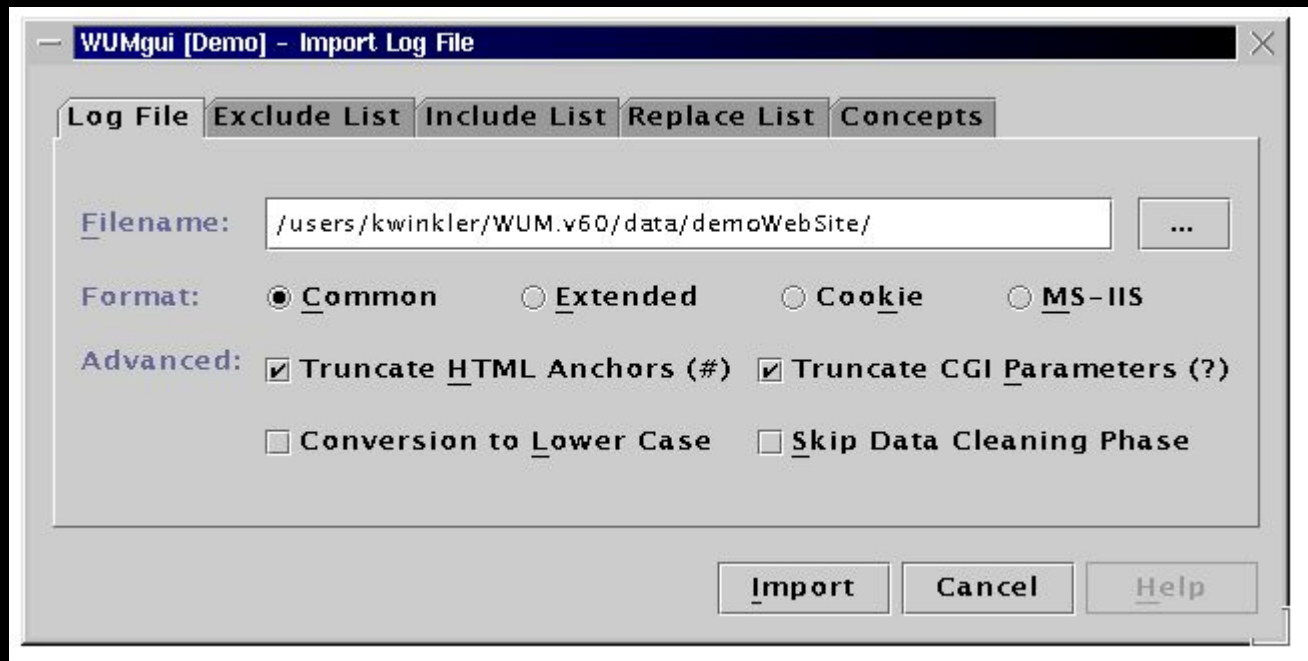 WUMgui [Demo] - Import Log File
Log File Exclude List Include List Replace List Concepts
Filename: /users/kwinkler/WUM.v60/data/demoWebSite/ ...
Format: Common Extended Cookie MS-IIS
Advanced: Truncate HTML Anchors (#) Truncate CGI Parameters (?)
Conversion to Lower Case Skip Data Cleaning Phase
Import Cancel Help